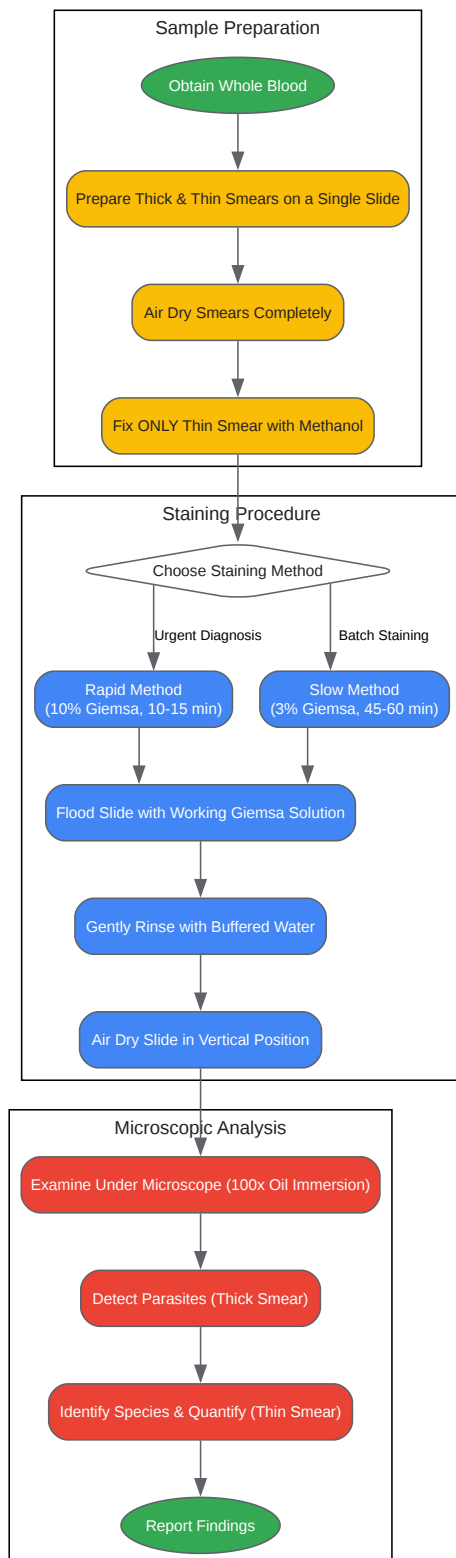 Sample Preparation
Obtain Whole Blood
Prepare Thick & Thin Smears on a Single Slide
Air Dry Smears Completely
Fix ONLY Thin Smear with Methanol
Staining Procedure
Choose Staining Method
Urgent Diagnosis
Batch Staining
Rapid Method
(10% Giemsa, 10-15 min)
Slow Method
(3% Giemsa, 45-60 min)
Flood Slide with Working Giemsa Solution
Gently Rinse with Buffered Water
Air Dry Slide in Vertical Position
Microscopic Analysis
Examine Under Microscope (100x Oil Immersion)
Detect Parasites (Thick Smear)
Identify Species & Quantify (Thin Smear)
Report Findings